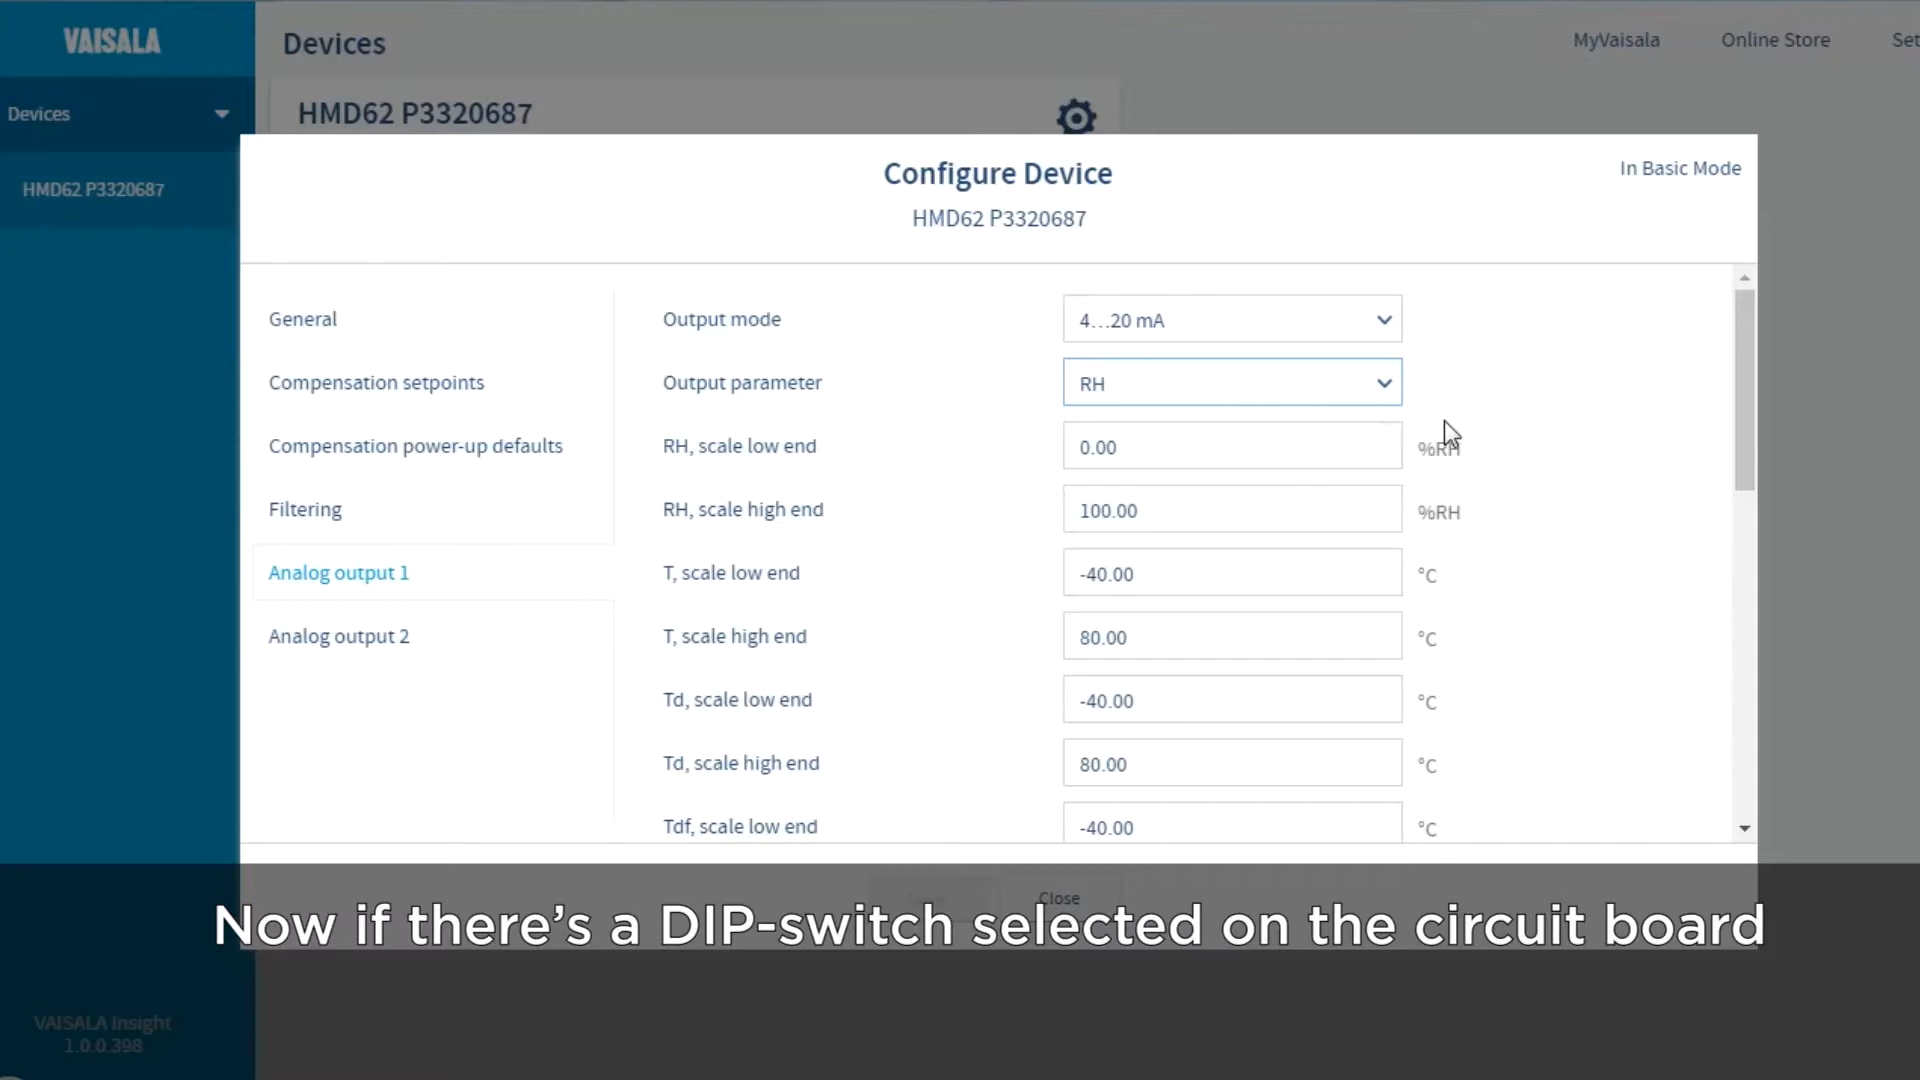 VAISALA
Devices
MyVaisala
Online Store
Set
Devices
HMD62 P3320687
HMD62 P3320687
Configure Device
In Basic Mode
HMD62 P3320687
General
Compensation setpoints
Compensation power-up defaults
Filtering
Analog output 1
Analog output 2
Output mode
4...20 mA
Output parameter
RH
RH, scale low end
0.00
%RH
RH, scale high end
100.00
%RH
T, scale low end
-40.00
°C
T, scale high end
80.00
°C
Td, scale low end
-40.00
°C
Td, scale high end
80.00
°C
Tdf, scale low end
-40.00
°C
Close
Now if there’s a DIP-switch selected on the circuit board
VAISALA Insight
1.0.0.398